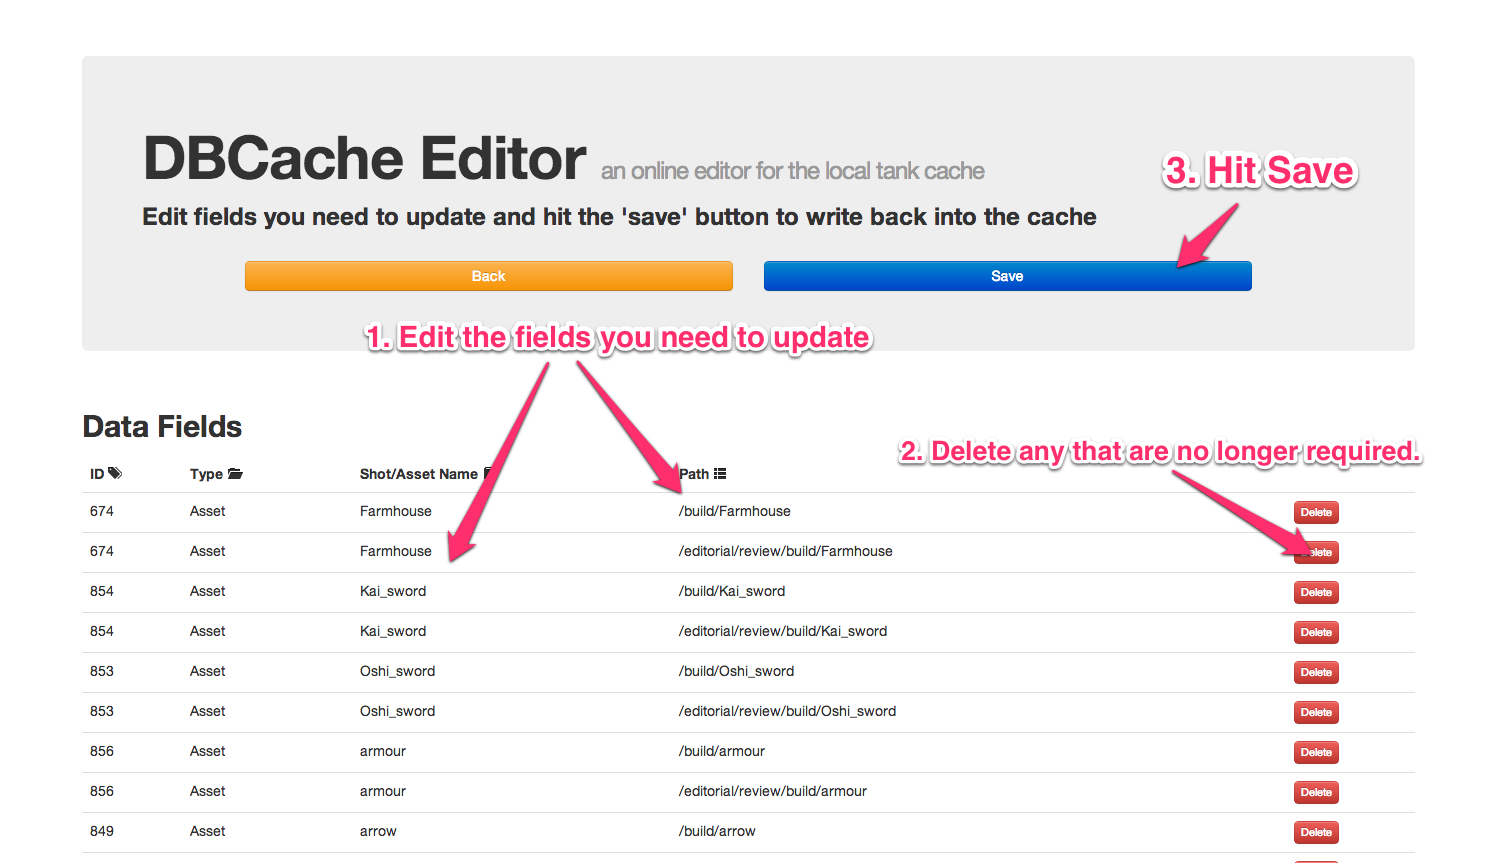 DBCache Editor an online editor for the local tank cache
3. Hit Save
Edit fields you need to update and hit the 'save' button to write back into the cache
Back Save
1. Edit the fields you need to update
Data Fields
2. Delete any that are no longer required.
ID Type Shot/Asset Name Path
674 Asset Farmhouse /build/Farmhouse Delete
674 Asset Farmhouse /editorial/review/build/Farmhouse Delete
854 Asset Kai_sword /build/Kai_sword Delete
854 Asset Kai_sword /editorial/review/build/Kai_sword Delete
853 Asset Oshi_sword /build/Oshi_sword Delete
853 Asset Oshi_sword /editorial/review/build/Oshi_sword Delete
856 Asset armour /build/armour Delete
856 Asset armour /editorial/review/build/armour Delete
849 Asset arrow /build/arrow Delete